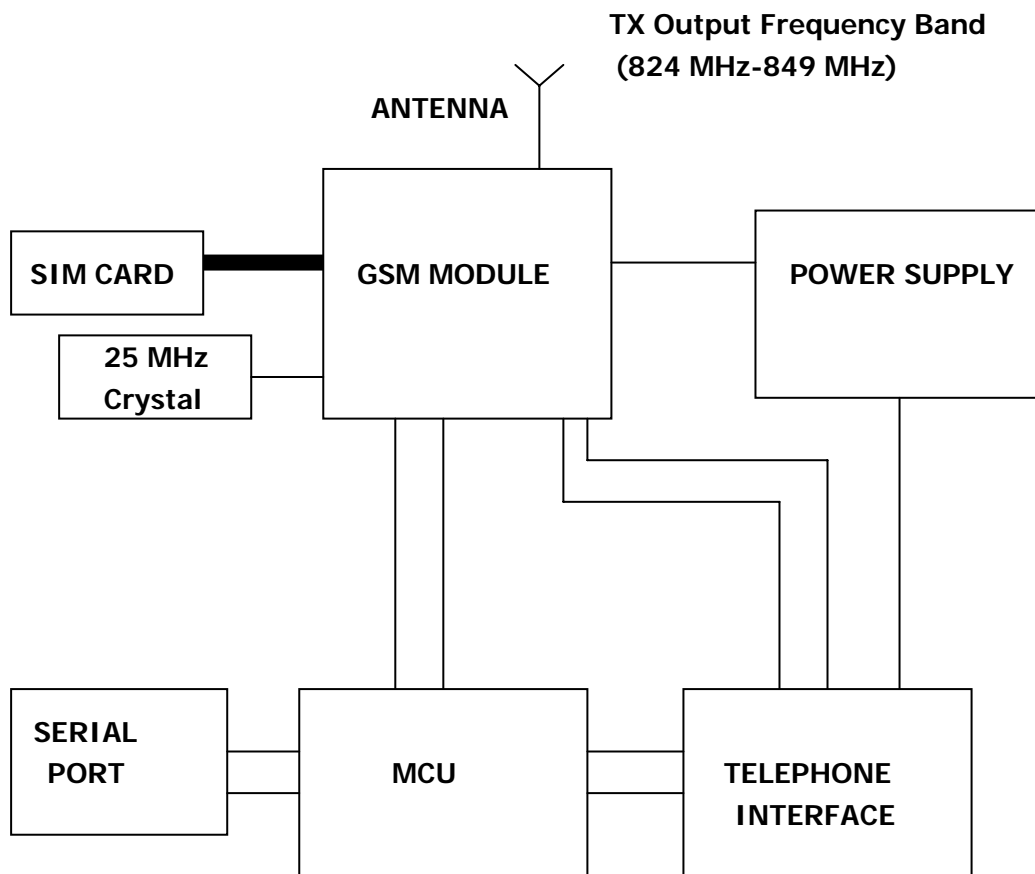 TX Output Frequency Band
(824 MHz-849 MHz)
ANTENNA
SIM CARD
GSM MODULE
POWER SUPPLY
25 MHz
Crystal
SERIAL
PORT
MCU
TELEPHONE
INTERFACE